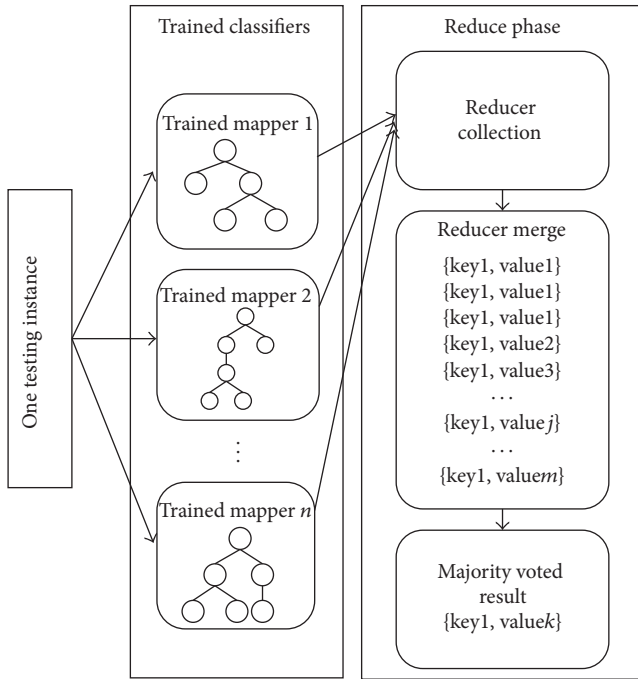 One testing instance
Trained classifiers
Trained mapper 1
Trained mapper 2
⋮
Trained mapper n
Reduce phase
Reducer
collection
Reducer merge
{key1, value1}
{key1, value1}
{key1, value1}
{key1, value2}
{key1, value3}
...
{key1, valuej}
...
{key1, valuem}
Majority voted
result
{key1, valuek}